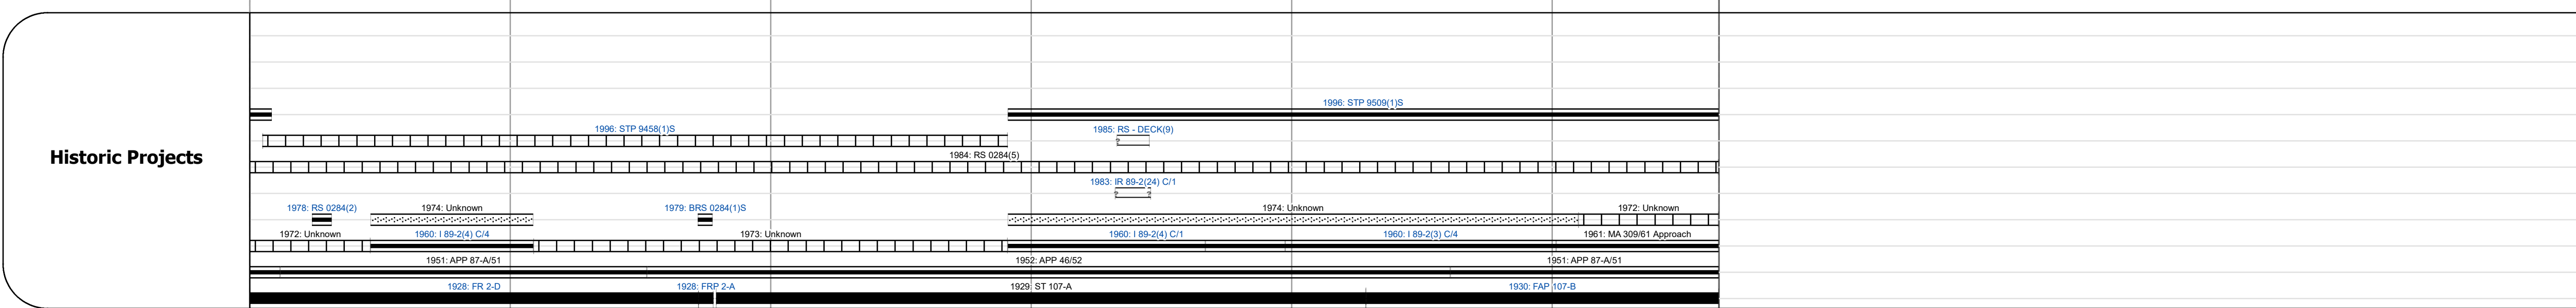 Historic Projects
1996: STP 9509(1)S
1996: STP 9458(1)S
1985: RS - DECK(9)
1984: RS 0284(5)
1983: IR 89-2(24) C/1
1978: RS 0284(2)
1974: Unknown
1979: BRS 0284(1)S
1974: Unknown
1972: Unknown
1972: Unknown
1960: I 89-2(4) C/4
1973: Unknown
1960: I 89-2(4) C/1
1960: I 89-2(3) C/4
1961: MA 309/61 Approach
1951: APP 87-A/51
1952: APP 46/52
1951: APP 87-A/51
1928: FR 2-D
1928: FRP 2-A
1929: ST 107-A
1930: FAP 107-B